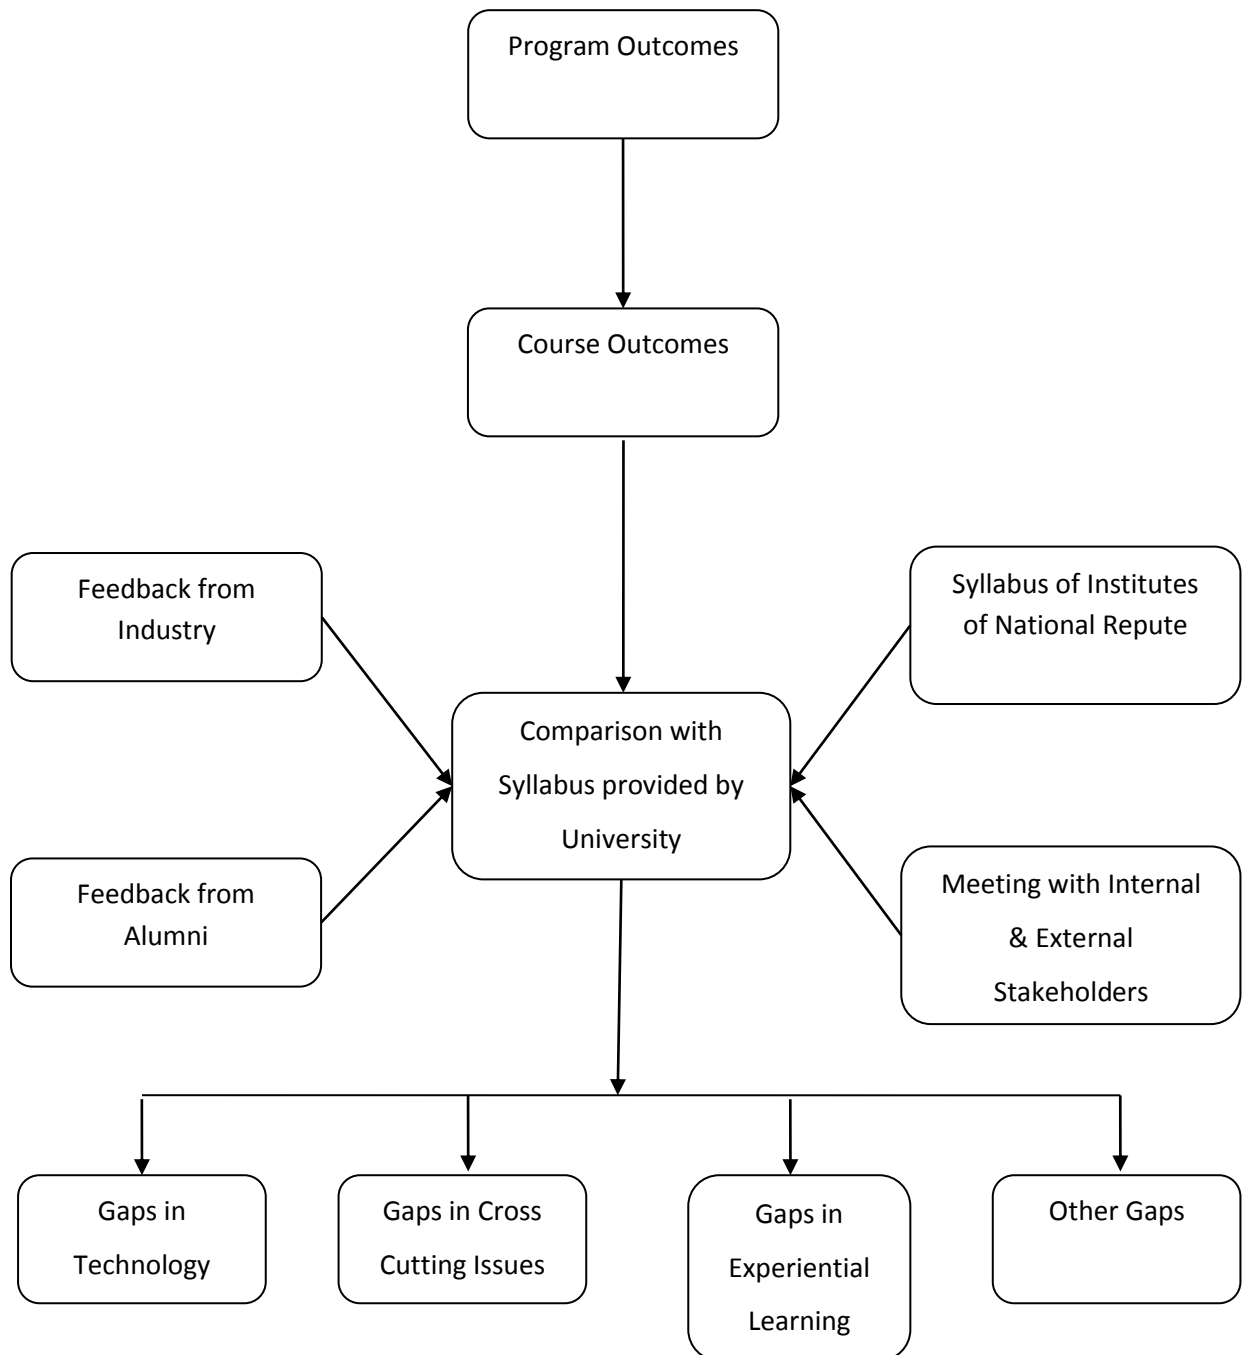 Program Outcomes
Course Outcomes
Feedback from
Industry
Syllabus of Institutes
of National Repute
Comparison with
Syllabus provided by
University
Feedback from
Alumni
Meeting with Internal
& External
Stakeholders
Gaps in
Technology
Gaps in Cross
Cutting Issues
Gaps in
Experiential
Learning
Other Gaps